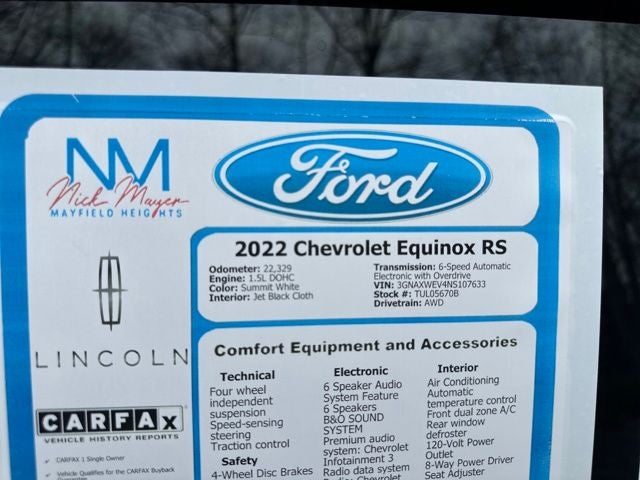 NM
Nick Mayer
MAYFIELD HEIGHTS
Ford
2022 Chevrolet Equinox RS
Odometer: 22,329
Engine: 1.5L DOHC
Color: Summit White
Interior: Jet Black Cloth
Transmission: 6-Speed Automatic
Electronic with Overdrive
VIN: 3GNAXWEV4NS107633
Stock #: TUL05670B
Drivetrain: AWD
LINCOLN
CARFAX
VEHICLE HISTORY REPORTS
CARFAX 1 Single Owner
Vehicle Qualifies for the CARFAX Buyback
Guarantee
Comfort Equipment and Accessories
Technical
Four wheel
independent
suspension
Speed-sensing
steering
Traction control
Safety
4-Wheel Disc Brakes
Electronic
6 Speaker Audio
System Feature
6 Speakers
B&O SOUND
SYSTEM
Premium audio
system: Chevrolet
Infotainment 3
Radio data system
Radio: Chevrolet
Interior
Air Conditioning
Automatic
temperature control
Front dual zone A/C
Rear window
defroster
120-Volt Power
Outlet
8-Way Power Driver
Seat Adjuster